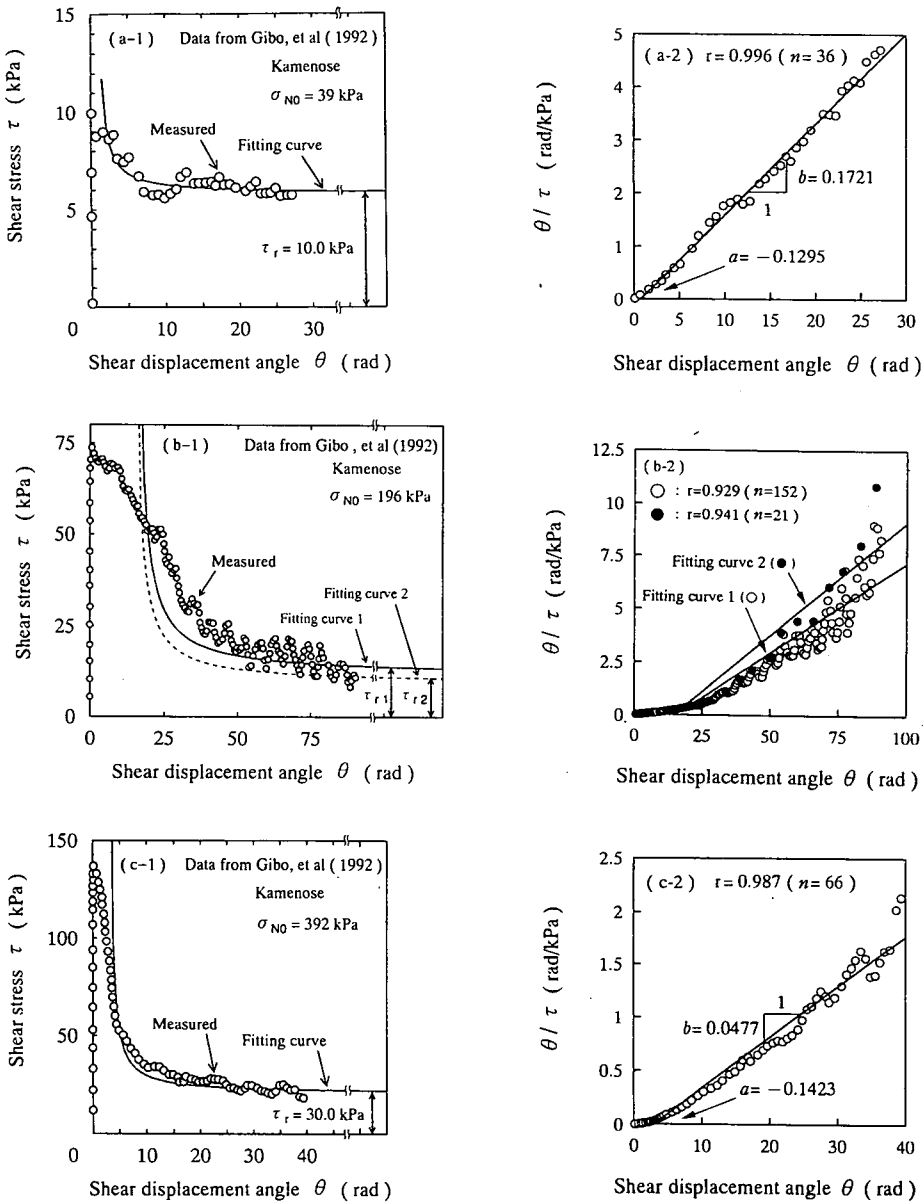 (a-1) Data from Gibo, et al (1992)
Kamenose
σN0 = 39 kPa
Measured
Fitting curve
τr = 10.0 kPa
15
10
5
0
0 10 20 30
Shear stress τ (kPa)
Shear displacement angle θ (rad)
(a-2) r=0.996 (n=36)
b=0.1721
1
a=−0.1295
5
4
3
2
1
0
0 5 10 15 20 25 30
θ/τ (rad/kPa)
Shear displacement angle θ (rad)
(b-1) Data from Gibo, et al (1992)
Kamenose
σN0 = 196 kPa
Measured
Fitting curve 2
Fitting curve 1
τr1 τr2
75
50
25
0
0 25 50 75
Shear stress τ (kPa)
Shear displacement angle θ (rad)
(b-2)
○ : r=0.929 (n=152)
● : r=0.941 (n=21)
Fitting curve 2 (●)
Fitting curve 1 (○)
12.5
10
7.5
5
2.5
0
0 25 50 75 100
θ/τ (rad/kPa)
Shear displacement angle θ (rad)
(c-1) Data from Gibo, et al (1992)
Kamenose
σN0 = 392 kPa
Measured
Fitting curve
τr = 30.0 kPa
150
100
50
0
0 10 20 30 40
Shear stress τ (kPa)
Shear displacement angle θ (rad)
(c-2) r=0.987 (n=66)
1
b=0.0477
a=−0.1423
2.5
2
1.5
1
0.5
0
0 10 20 30 40
θ/τ (rad/kPa)
Shear displacement angle θ (rad)